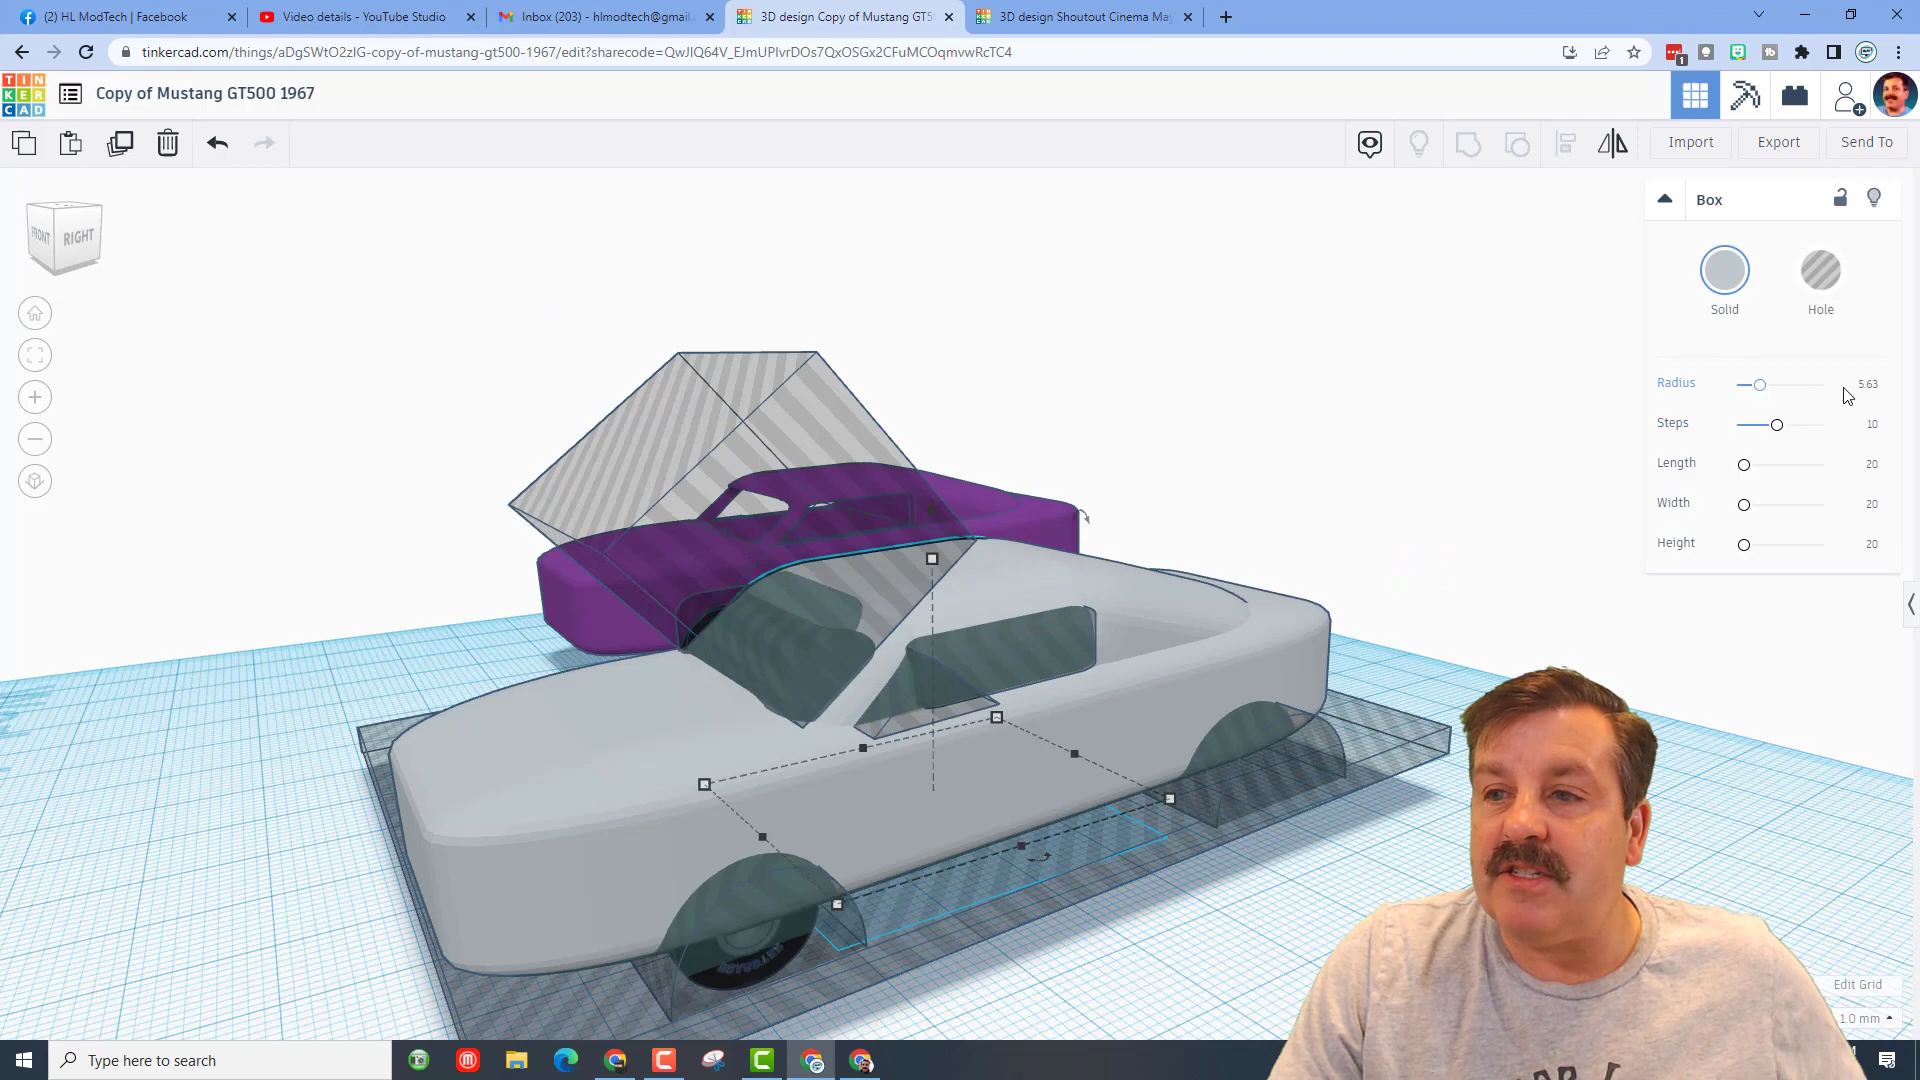 (2) HL ModTech | Facebook
Video details - YouTube Studio
Inbox (203) - hlmodtech@gmail.
3D design Copy of Mustang GT50
3D design Shoutout Cinema May
tinkercad.com/things/aDgSWtO2zIG-copy-of-mustang-gt500-1967/edit?sharecode=QwJIQ64V_EJmUPlvrDOs7QxOSGx2CFuMCOqmvwRcTC4
1
TIN
KER
CAD
Copy of Mustang GT500 1967
Import
Export
Send To
FRONT
RIGHT
Box
Solid
Hole
Radius
5.63
Steps
10
Length
20
Width
20
Height
20
Edit Grid
1.0 mm
Type here to search